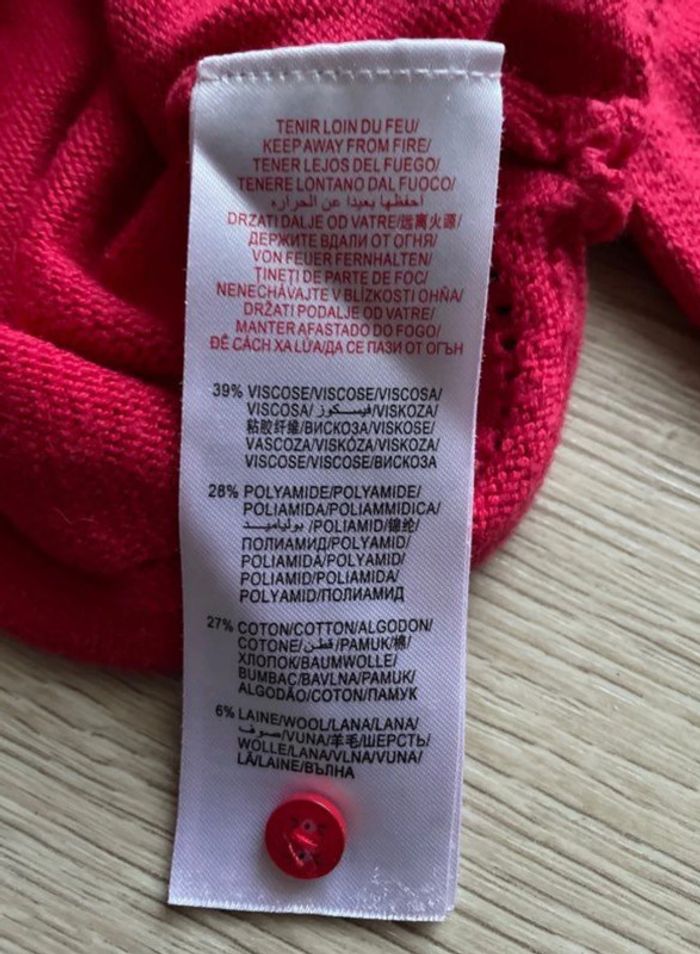 TENIR LOIN DU FEU/
KEEP AWAY FROM FIRE/
TENER LEJOS DEL FUEGO/
TENERE LONTANO DAL FUOCO/
احفظها بعيدا عن الحراره
DRZATI DALJE OD VATRE/远离火源/
ДЕРЖИТЕ ВДАЛИ ОТ ОГНЯ/
VON FEUER FERNHALTEN/
ȚINEȚI DE PARTE DE FOC/
NENECHÁVAJTE V BLÍZKOSTI OHŇA/
DRŽATI PODALJE OD VATRE/
MANTER AFASTADO DO FOGO/
ĐỂ CÁCH XA LỬA/ДА СЕ ПАЗИ ОТ ОГЪН
39% VISCOSE/VISCOSE/VISCOSA/
VISCOSA/ فيسكوز/VISKOZA/
粘胶纤维/ВИСКОЗА/VISKOSE/
VASCOZA/VISKÓZA/VISKOZA/
VISCOSE/VISCOSE/ВИСКОЗА
28% POLYAMIDE/POLYAMIDE/
POLIAMIDA/POLIAMMIDICA/
بولياميد /POLIAMID/锦纶/
ПОЛИАМИД/POLYAMID/
POLIAMIDĂ/POLYAMID/
POLIAMID/POLIAMIDA/
POLYAMID/ПОЛИАМИД
27% COTON/COTTON/ALGODON/
COTONE/قطن/PAMUK/棉/
ХЛОПОК/BAUMWOLLE/
BUMBAC/BAVLNA/PAMUK/
ALGODÃO/COTON/ПАМУК
6% LAINE/WOOL/LANA/LANA/
صوف/VUNA/羊毛/ШЕРСТЬ/
WOLLE/LANA/VLNA/VUNA/
LÃ/LAINE/ВЪЛНА